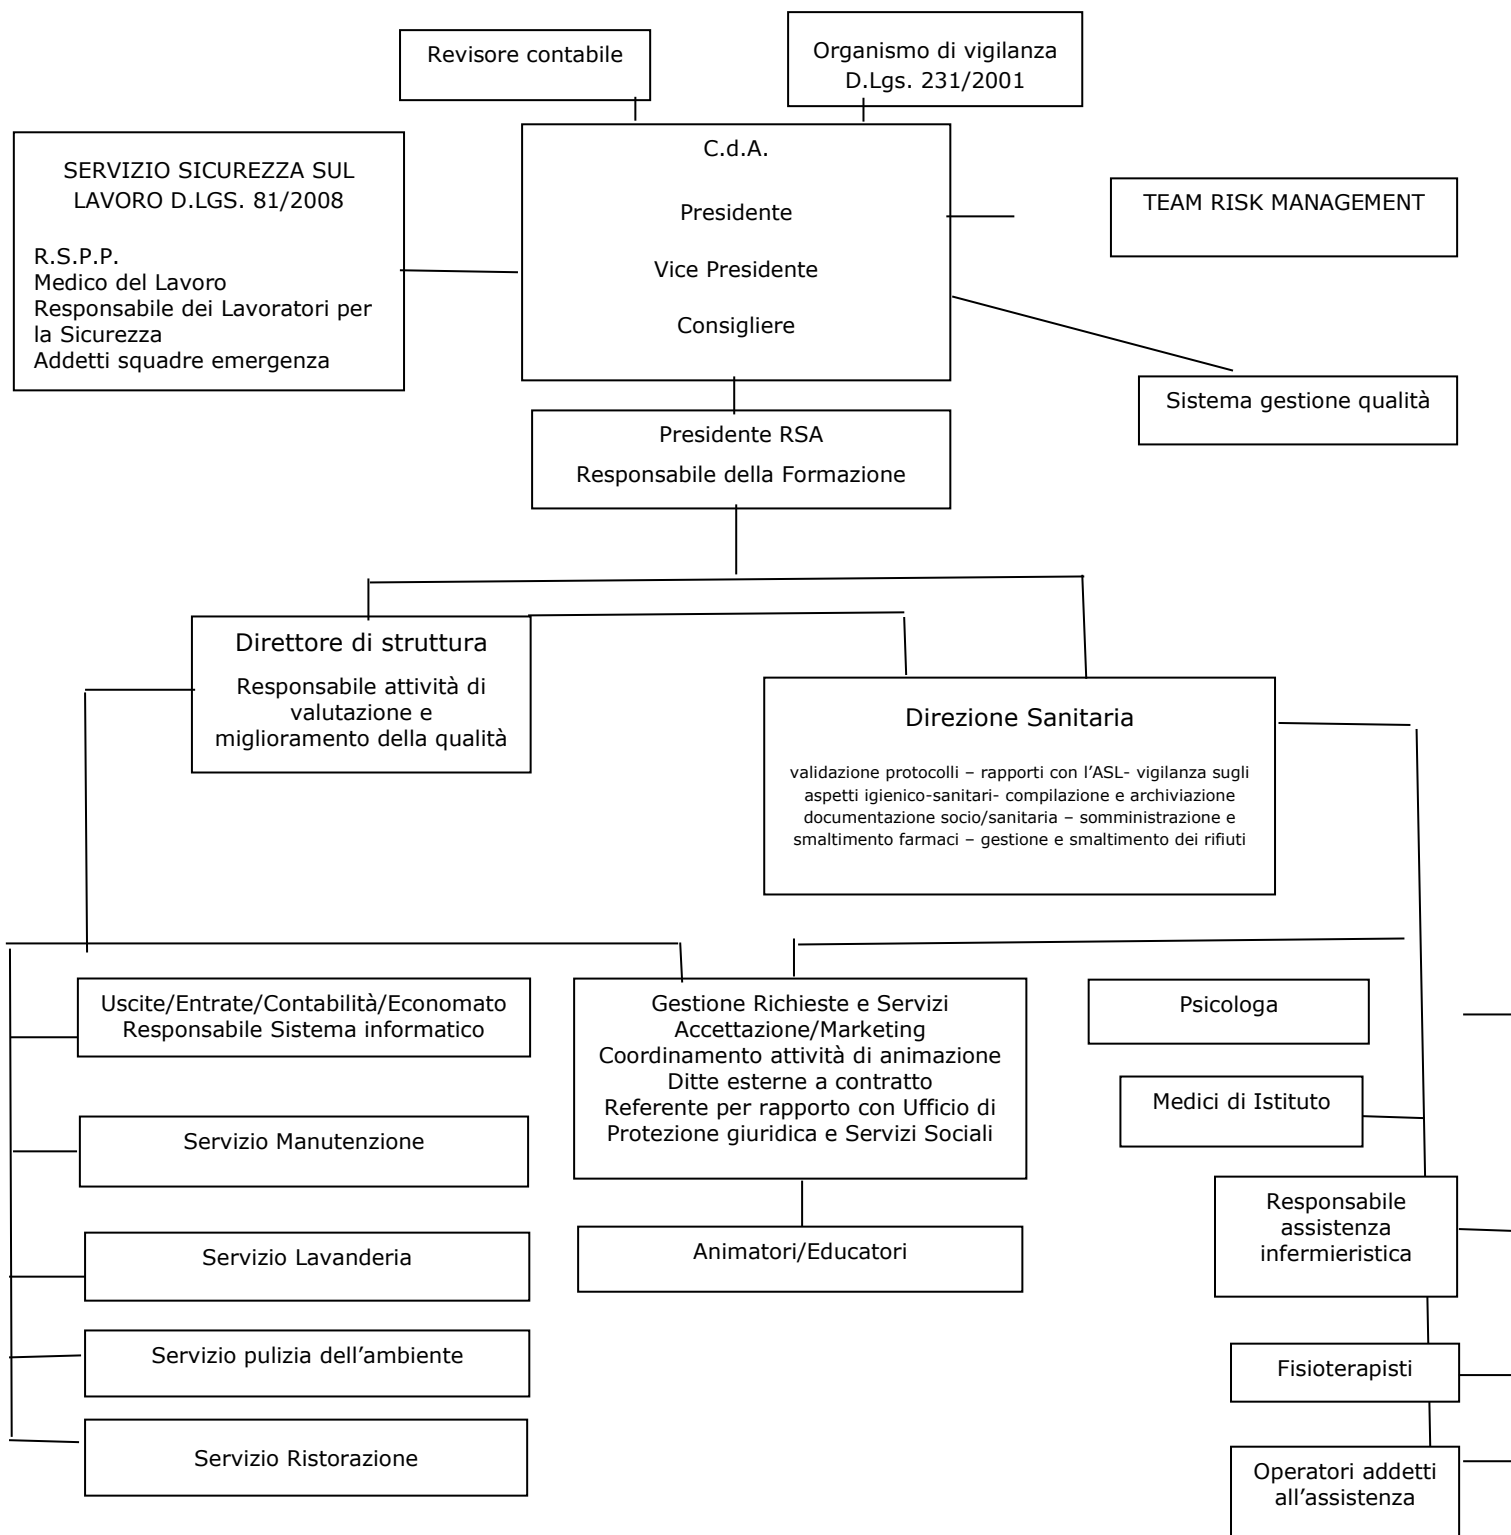 Revisore contabile
Organismo di vigilanza
D.Lgs. 231/2001
SERVIZIO SICUREZZA SUL
LAVORO D.LGS. 81/2008
R.S.P.P.
Medico del Lavoro
Responsabile dei Lavoratori per
la Sicurezza
Addetti squadre emergenza
C.d.A.
Presidente
Vice Presidente
Consigliere
TEAM RISK MANAGEMENT
Sistema gestione qualità
Presidente RSA
Responsabile della Formazione
Direttore di struttura
Responsabile attività di
valutazione e
miglioramento della qualità
Direzione Sanitaria
validazione protocolli – rapporti con l’ASL- vigilanza sugli
aspetti igienico-sanitari- compilazione e archiviazione
documentazione socio/sanitaria – somministrazione e
smaltimento farmaci – gestione e smaltimento dei rifiuti
Uscite/Entrate/Contabilità/Economato
Responsabile Sistema informatico
Servizio Manutenzione
Servizio Lavanderia
Servizio pulizia dell’ambiente
Servizio Ristorazione
Gestione Richieste e Servizi
Accettazione/Marketing
Coordinamento attività di animazione
Ditte esterne a contratto
Referente per rapporto con Ufficio di
Protezione giuridica e Servizi Sociali
Animatori/Educatori
Psicologa
Medici di Istituto
Responsabile
assistenza
infermieristica
Fisioterapisti
Operatori addetti
all’assistenza